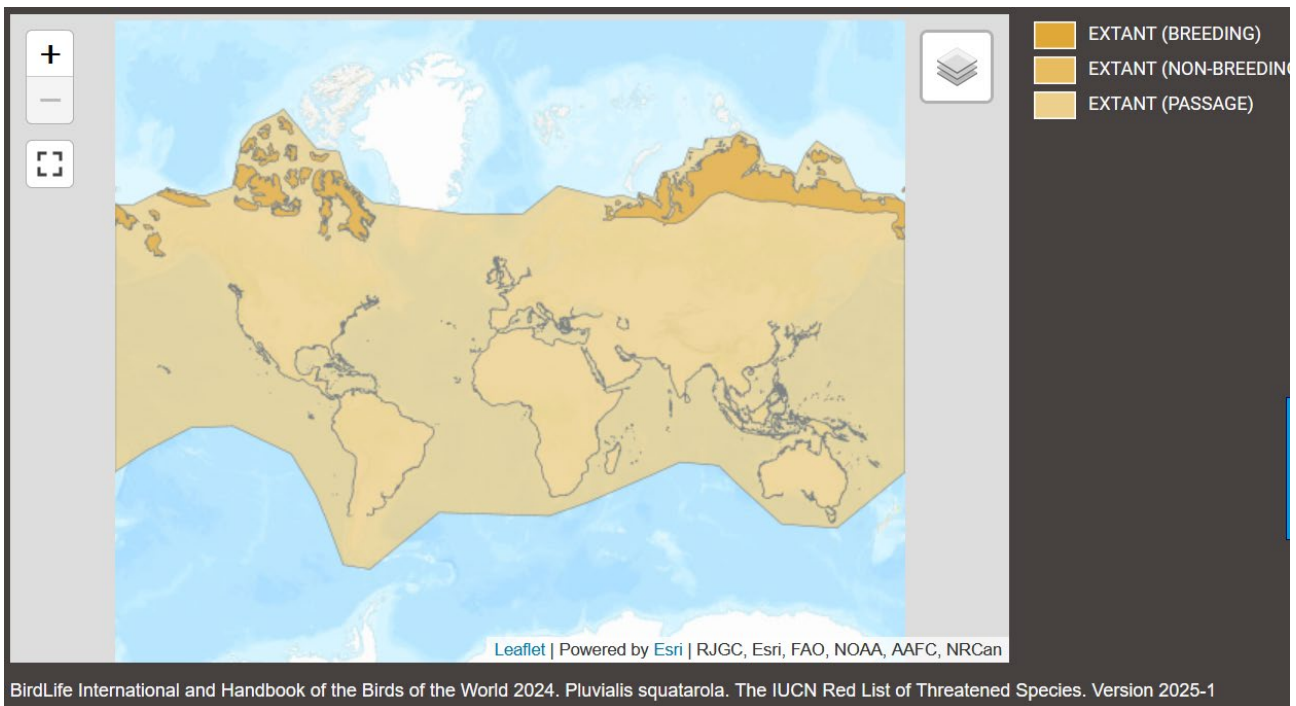 +
EXTANT (BREEDING)
EXTANT (NON-BREEDING
EXTANT (PASSAGE)
Leaflet | Powered by Esri | RJGC, Esri, FAO, NOAA, AAFC, NRCan
BirdLife International and Handbook of the Birds of the World 2024. Pluvialis squatarola. The IUCN Red List of Threatened Species. Version 2025-1